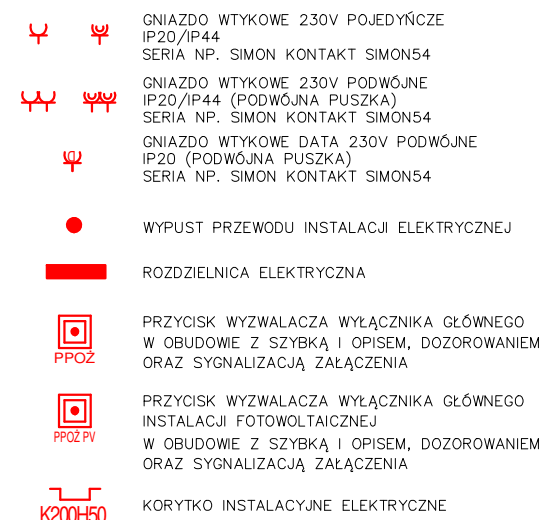 GNIAZDO WTYKOWE 230V POJEDYŃCZE
IP20/IP44
SERIA NP. SIMON KONTAKT SIMON54
GNIAZDO WTYKOWE 230V PODWÓJNE
IP20/IP44 (PODWÓJNA PUSZKA)
SERIA NP. SIMON KONTAKT SIMON54
GNIAZDO WTYKOWE DATA 230V PODWÓJNE
IP20 (PODWÓJNA PUSZKA)
SERIA NP. SIMON KONTAKT SIMON54
WYPUST PRZEWODU INSTALACJI ELEKTRYCZNEJ
ROZDZIELNICA ELEKTRYCZNA
PPOŻ
PRZYCISK WYZWALACZA WYŁĄCZNIKA GŁÓWNEGO
W OBUDOWIE Z SZYBKĄ I OPISEM, DOZOROWANIEM
ORAZ SYGNALIZACJĄ ZAŁĄCZENIA
PPOŻ PV
PRZYCISK WYZWALACZA WYŁĄCZNIKA GŁÓWNEGO
INSTALACJI FOTOWOLTAICZNEJ
W OBUDOWIE Z SZYBKĄ I OPISEM, DOZOROWANIEM
ORAZ SYGNALIZACJĄ ZAŁĄCZENIA
K200H50
KORYTKO INSTALACYJNE ELEKTRYCZNE